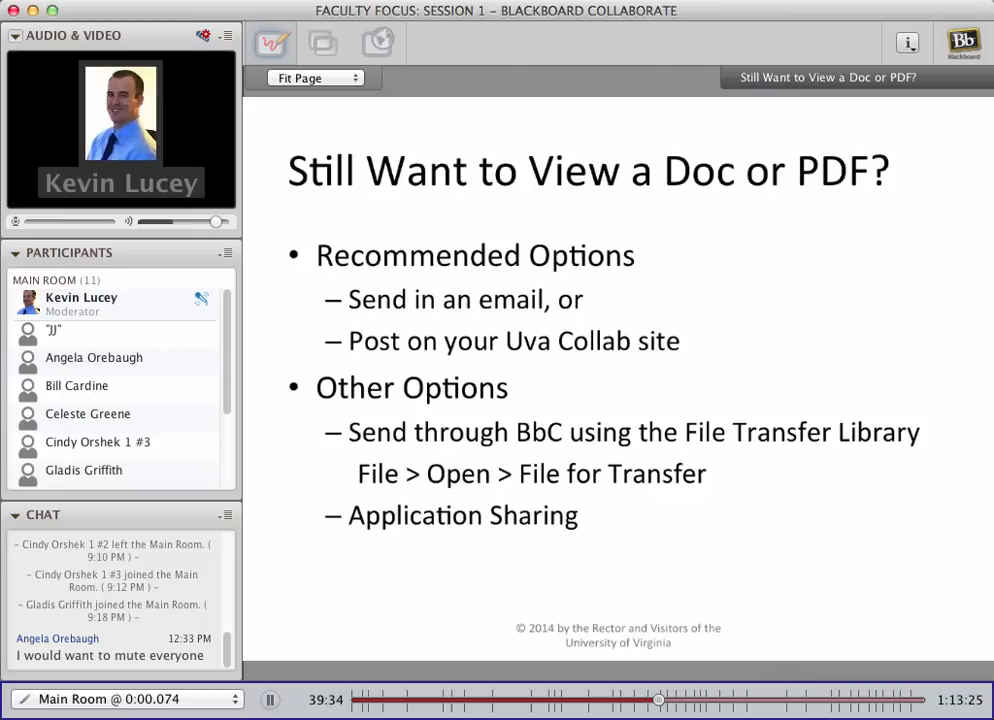 FACULTY FOCUS: SESSION 1 – BLACKBOARD COLLABORATE
AUDIO & VIDEO
Kevin Lucey
PARTICIPANTS
MAIN ROOM (11)
Kevin Lucey
Moderator
"JJ"
Angela Orebaugh
Bill Cardine
Celeste Greene
Cindy Orshek 1 #3
Gladis Griffith
CHAT
– Cindy Orshek 1 #2 left the Main Room. (
9:10 PM ) –
– Cindy Orshek 1 #3 joined the Main
Room. ( 9:12 PM ) –
– Gladis Griffith joined the Main Room. (
9:18 PM ) –
Angela Orebaugh 12:33 PM
I would want to mute everyone
i
Bb
Blackboard
Fit Page
Still Want to View a Doc or PDF?
Still Want to View a Doc or PDF?
• Recommended Options
– Send in an email, or
– Post on your Uva Collab site
• Other Options
– Send through BbC using the File Transfer Library
File > Open > File for Transfer
– Application Sharing
© 2014 by the Rector and Visitors of the
University of Virginia
Main Room @ 0:00.074
39:34
1:13:25